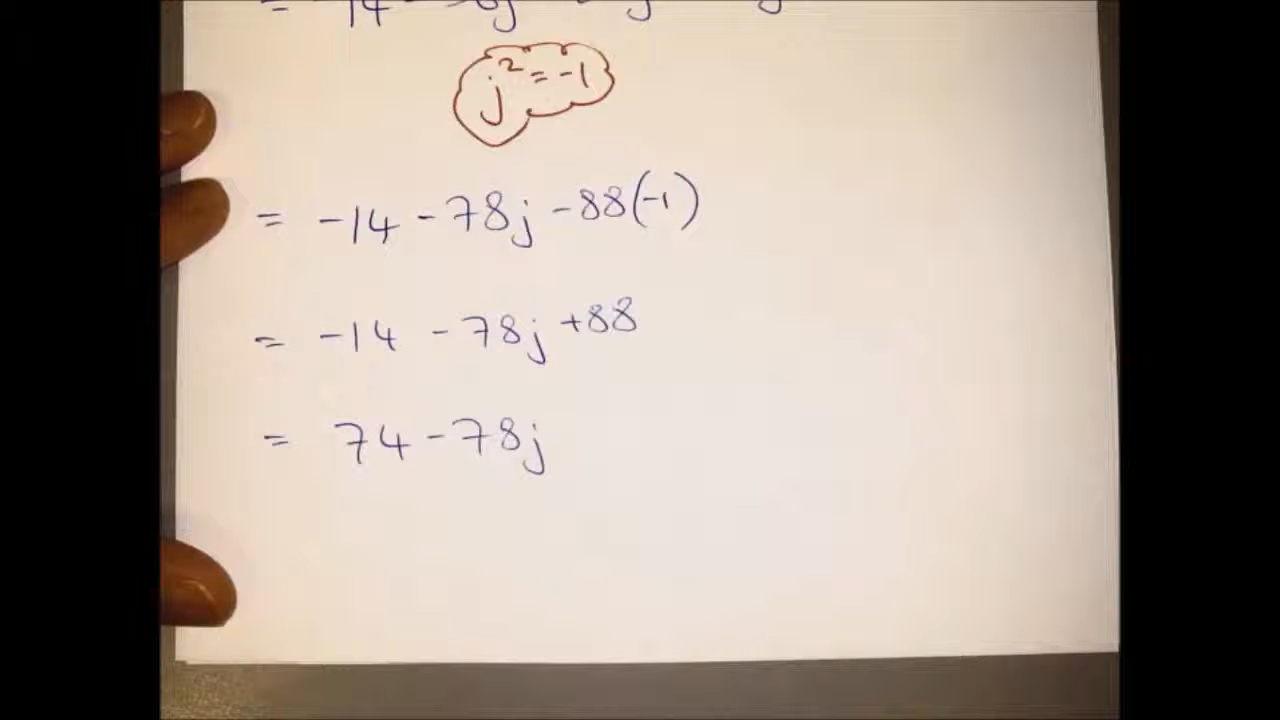 j² = -1
= -14 - 78j - 88(-1)
= -14 - 78j + 88
= 74 - 78j